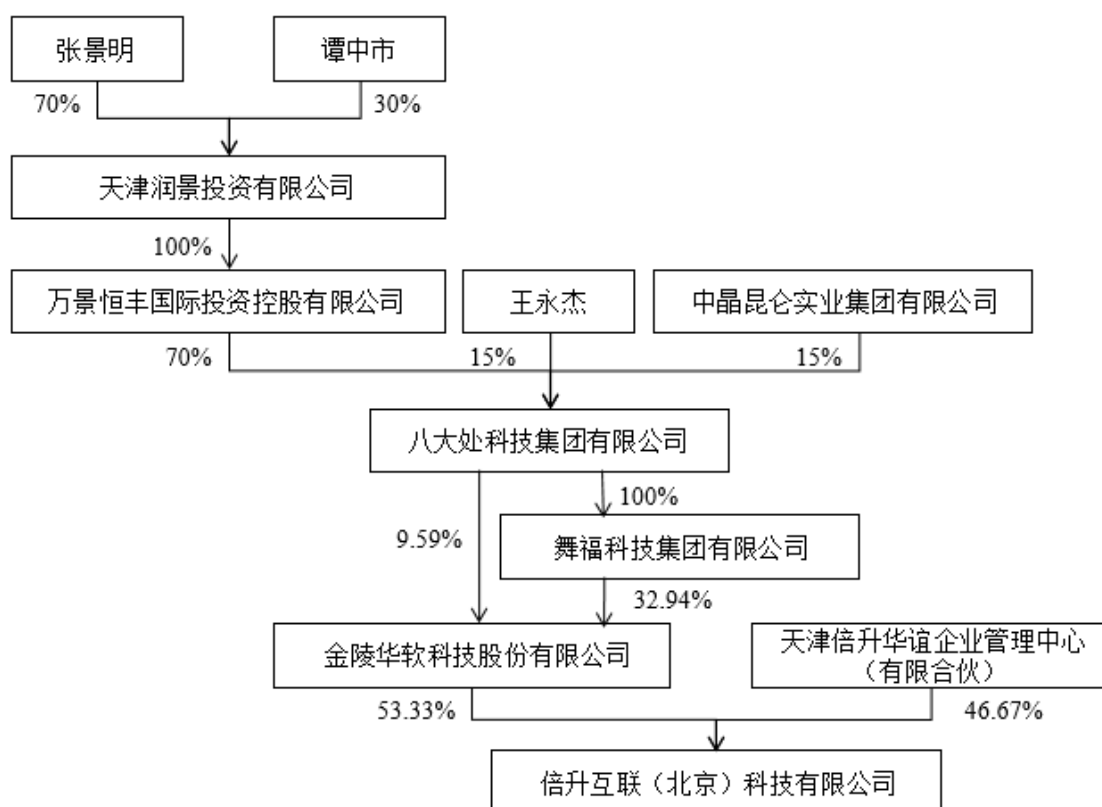 张景明
谭中市
70%
30%
天津润景投资有限公司
100%
万景恒丰国际投资控股有限公司
王永杰
中晶昆仑实业集团有限公司
70%
15%
15%
八大处科技集团有限公司
100%
9.59%
舞福科技集团有限公司
32.94%
金陵华软科技股份有限公司
天津倍升华谊企业管理中心
（有限合伙）
53.33%
46.67%
倍升互联（北京）科技有限公司